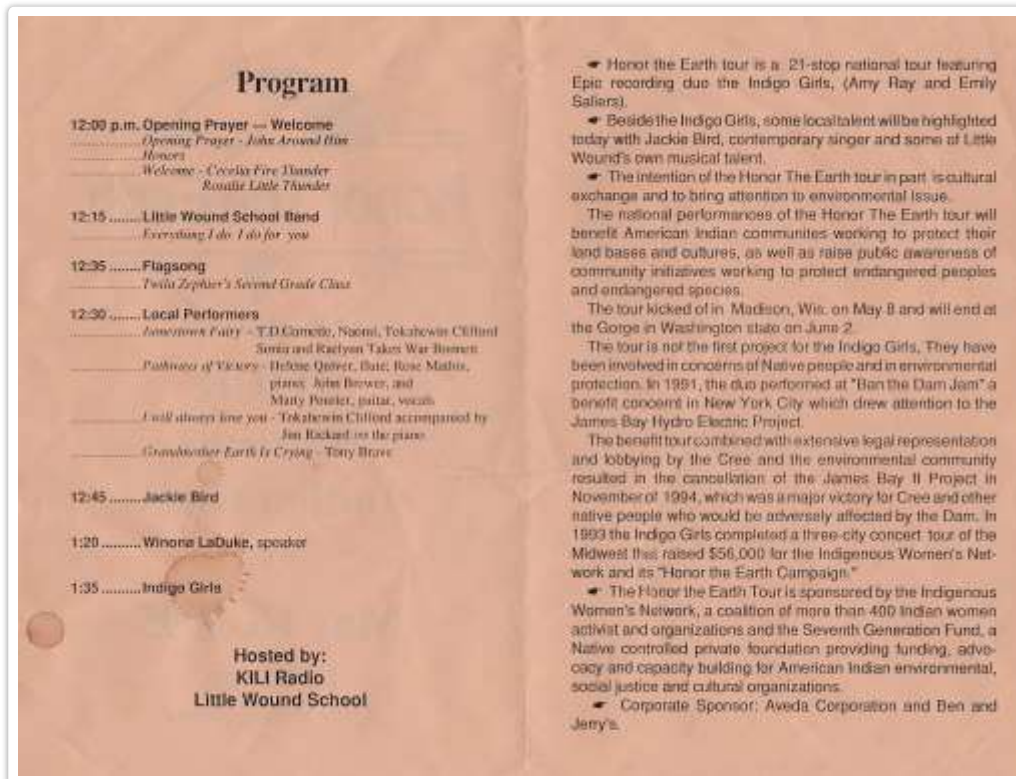 Program
12:00 p.m. Opening Prayer — Welcome
Opening Prayer - John Around Him
Honors
Welcome - Cecelia Fire Thunder
Rosalie Little Thunder
12:15 ........Little Wound School Band
Everything I do I do for you
12:35 ........Flagsong
Twila Zephier's Second Grade Class
12:30 ........Local Performers
Jamestown Fairy - T.D. Naomi, Tokahewin Clifford
Sonia and Raelynn Takes War Bonnett
Pathways of Victory - Helene Quiver, flute; Rose Mathis,
piano; John Brewer, and
Matty guitar, vocals
I will always love you - Tokahewin Clifford accompanied by
Jim Rickard on the piano
Grandmother Earth Is Crying - Tony Brave
12:45 ........Jackie Bird
1:20 .........Winona LaDuke, speaker
1:35 .........Indigo Girls
Hosted by:
KILI Radio
Little Wound School
☛ Honor the Earth tour is a 21-stop national tour featuring
Epic recording duo the Indigo Girls, (Amy Ray and Emily
Saliers).
☛ Beside the Indigo Girls, some local talent will be highlighted
today with Jackie Bird, contemporary singer and some of Little
Wound's own musical talent.
☛ The intention of the Honor The Earth tour in part is cultural
exchange and to bring attention to environmental issue.
The national performances of the Honor The Earth tour will
benefit American Indian communites working to protect their
land bases and cultures, as well as raise public awareness of
community initiatives working to protect endangered peoples
and endangered species.
The tour kicked of in Madison, Wis. on May 8 and will end at
the Gorge in Washington state on June 2.
The tour is not the first project for the Indigo Girls, They have
been involved in concerns of Native people and in environmental
protection. In 1991, the duo performed at "Ban the Dam Jam" a
benefit concernt in New York City which drew attention to the
James Bay Hydro Electric Project.
The benefit tour combined with extensive legal representation
and lobbying by the Cree and the environmental community
resulted in the cancellation of the James Bay II Project in
November of 1994, which was a major victory for Cree and other
native people who would be adversely affected by the Dam. In
1993 the Indigo Girls completed a three-city concert tour of the
Midwest that raised $56,000 for the Indigenous Women's Net-
work and its "Honor the Earth Campaign."
☛ The Honor the Earth Tour is sponsored by the Indigenous
Women's Network, a coalition of more than 400 Indian women
activist and organizations and the Seventh Generation Fund, a
Native controlled private foundation providing funding, advo-
cacy and capacity building for American Indian environmental,
social justice and cultural organizations.
☛ Corporate Sponsor: Aveda Corporation and Ben and
Jerry's.